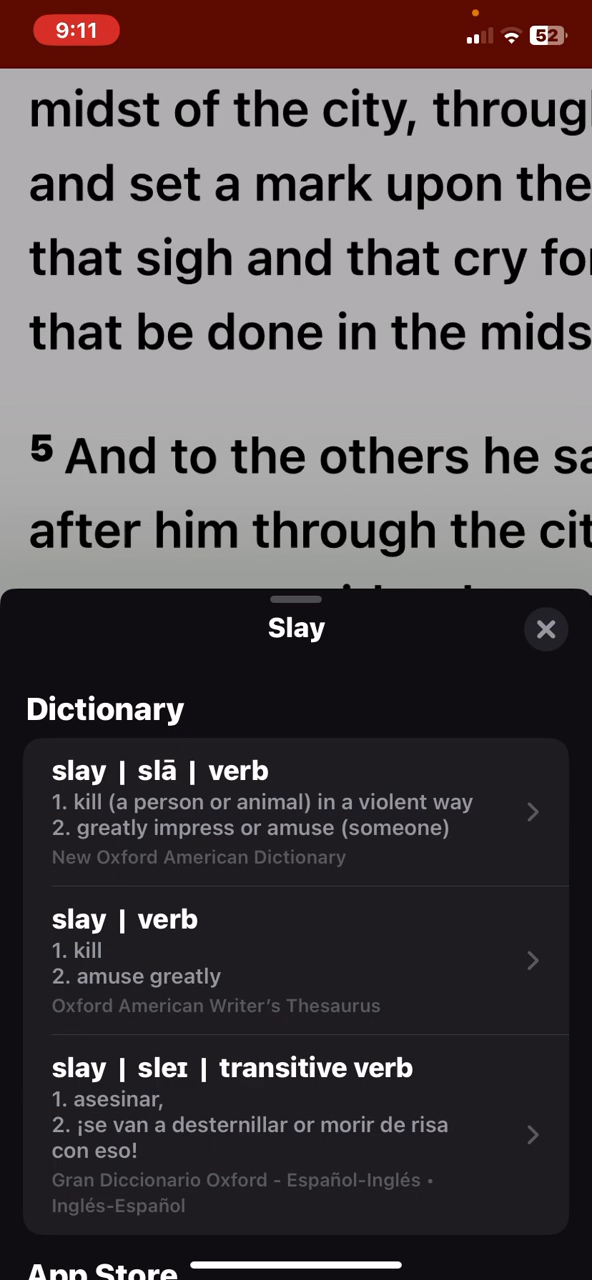 9:11
52
midst of the city, throug
and set a mark upon the
that sigh and that cry for
that be done in the mids
5 And to the others he sa
after him through the cit
Slay
Dictionary
slay | slā | verb
1. kill (a person or animal) in a violent way
2. greatly impress or amuse (someone)
New Oxford American Dictionary
slay | verb
1. kill
2. amuse greatly
Oxford American Writer’s Thesaurus
slay | sleɪ | transitive verb
1. asesinar,
2. ¡se van a desternillar or morir de risa
con eso!
Gran Diccionario Oxford - Español-Inglés •
Inglés-Español
App Store